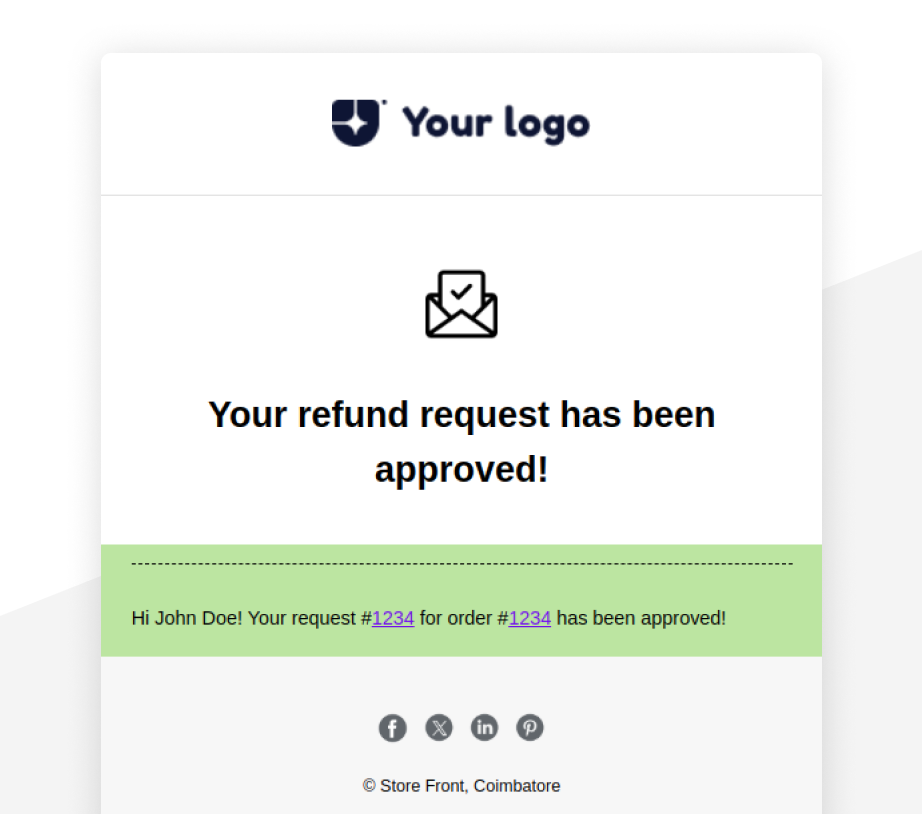 Your logo
Your refund request has been
approved!
Hi John Doe! Your request #1234 for order #1234 has been approved!
© Store Front, Coimbatore